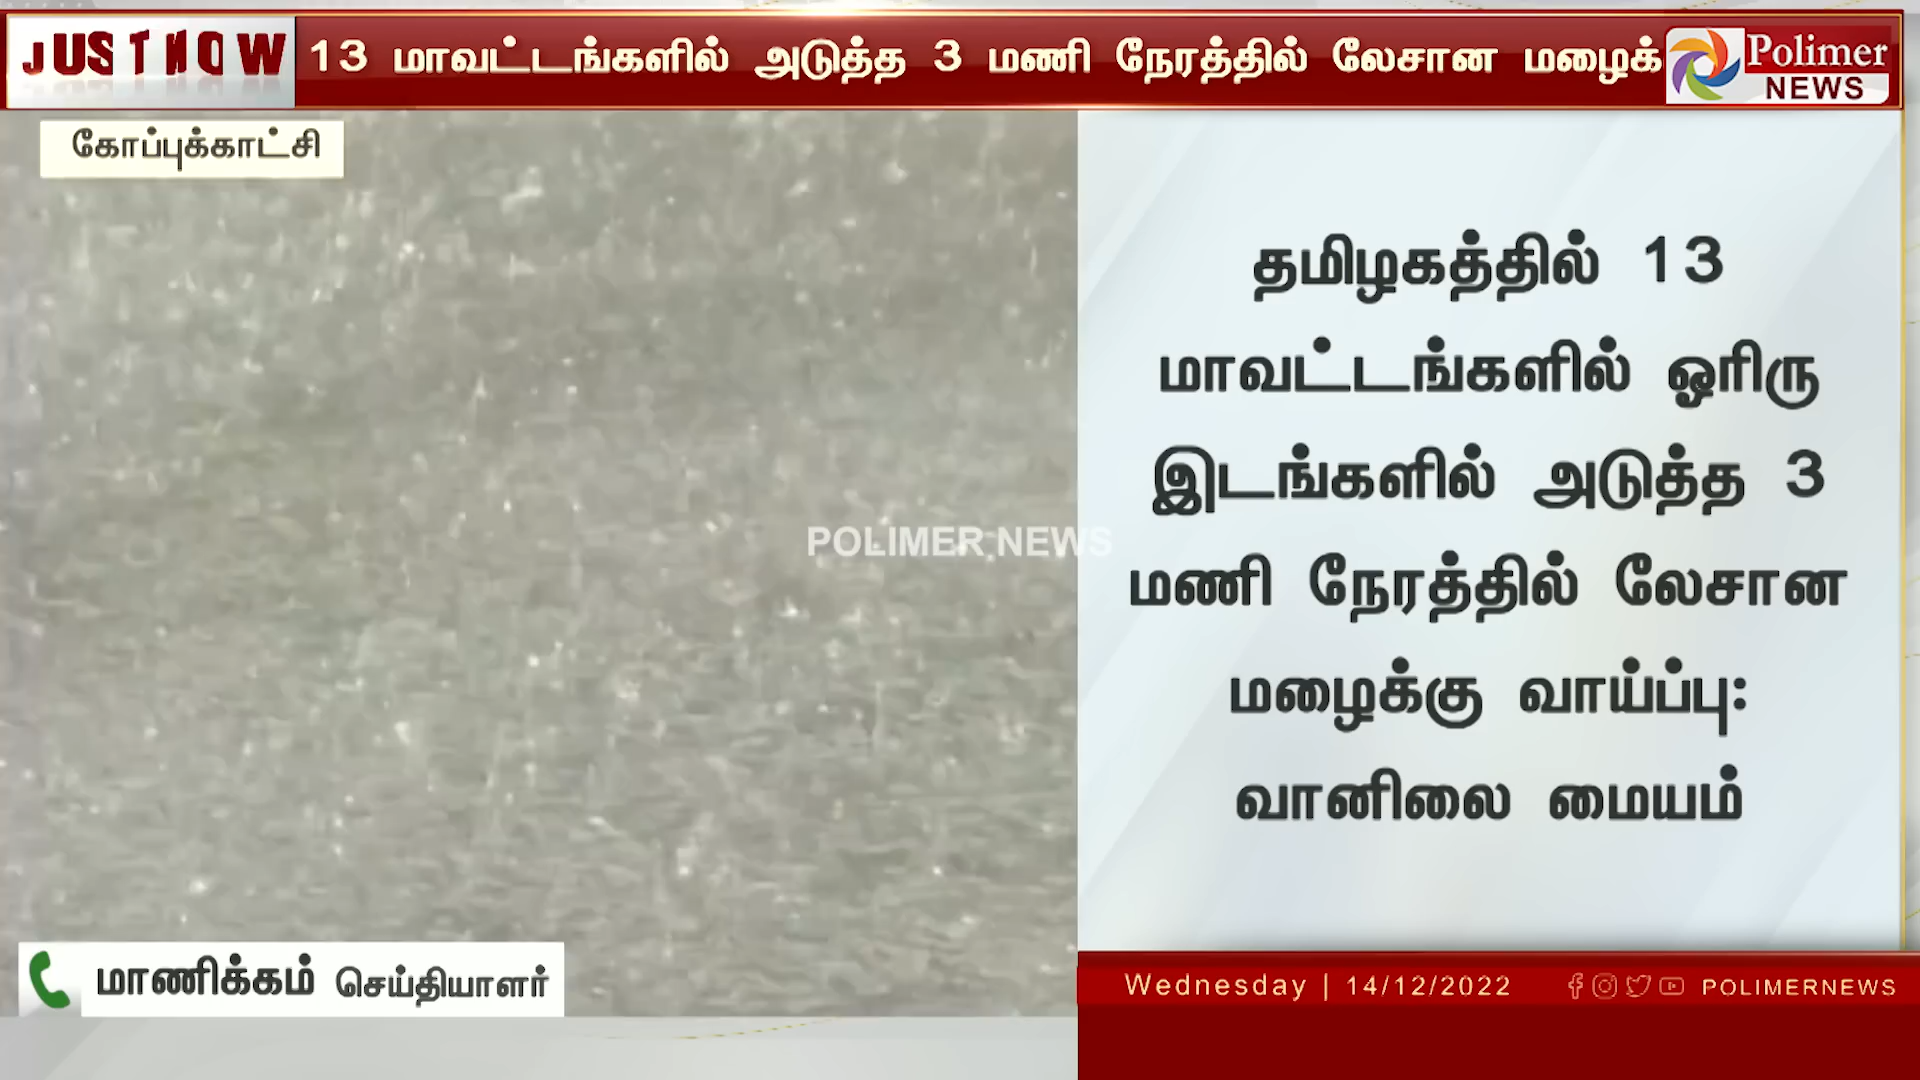 JUST NOW
13 மாவட்டங்களில் அடுத்த 3 மணி நேரத்தில் லேசான மழைக்
Polimer
NEWS
கோப்புக்காட்சி
தமிழகத்தில் 13
மாவட்டங்களில் ஓரிரு
இடங்களில் அடுத்த 3
மணி நேரத்தில் லேசான
மழைக்கு வாய்ப்பு:
வானிலை மையம்
POLIMER NEWS
மாணிக்கம் செய்தியாளர்
Wednesday | 14/12/2022
POLIMERNEWS